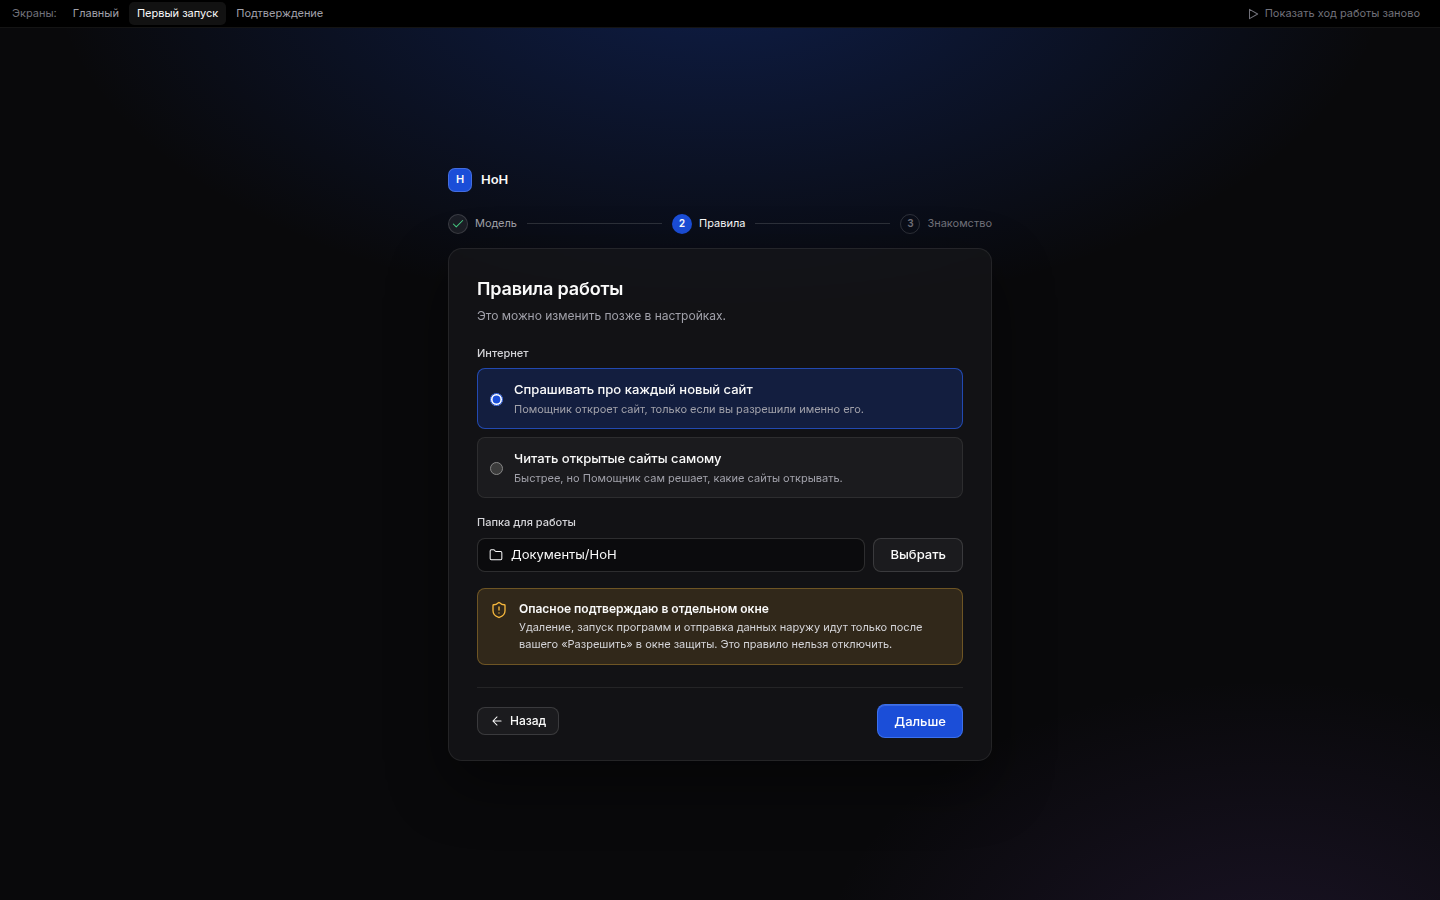 Экраны: Главный Первый запуск Подтверждение Показать ход работы заново
H HoH
Модель 2 Правила 3 Знакомство
Правила работы
Это можно изменить позже в настройках.
Интернет
Спрашивать про каждый новый сайт
Помощник откроет сайт, только если вы разрешили именно его.
Читать открытые сайты самому
Быстрее, но Помощник сам решает, какие сайты открывать.
Папка для работы
Документы/HoH Выбрать
Опасное подтверждаю в отдельном окне
Удаление, запуск программ и отправка данных наружу идут только после
вашего «Разрешить» в окне защиты. Это правило нельзя отключить.
Назад Дальше